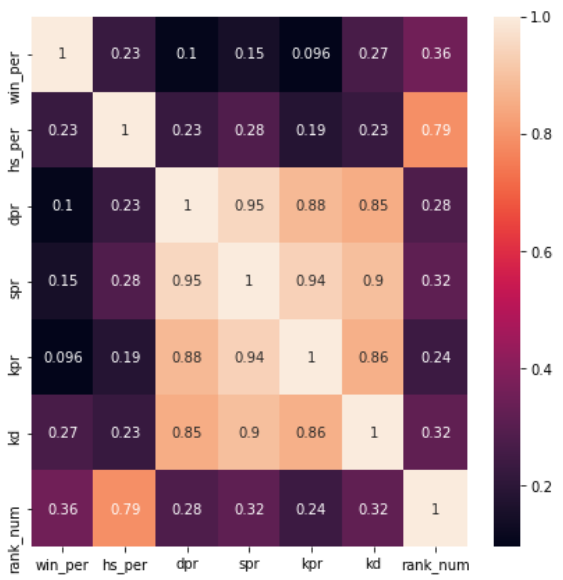 win_per 1 0.23 0.1 0.15 0.096 0.27 0.36
hs_per 0.23 1 0.23 0.28 0.19 0.23 0.79
dpr 0.1 0.23 1 0.95 0.88 0.85 0.28
spr 0.15 0.28 0.95 1 0.94 0.9 0.32
kpr 0.096 0.19 0.88 0.94 1 0.86 0.24
kd 0.27 0.23 0.85 0.9 0.86 1 0.32
rank_num 0.36 0.79 0.28 0.32 0.24 0.32 1
win_per hs_per dpr spr kpr kd rank_num
1.0
0.8
0.6
0.4
0.2